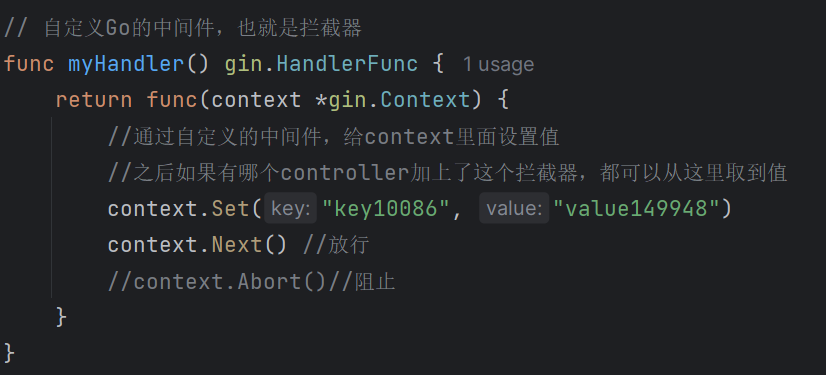 // 自定义Go的中间件，也就是拦截器
func myHandler() gin.HandlerFunc { 1 usage
return func(context *gin.Context) {
//通过自定义的中间件，给context里面设置值
//之后如果有哪个controller加上了这个拦截器，都可以从这里取到值
context.Set( key: "key10086", value: "value149948")
context.Next() //放行
//context.Abort()//阻止
}
}